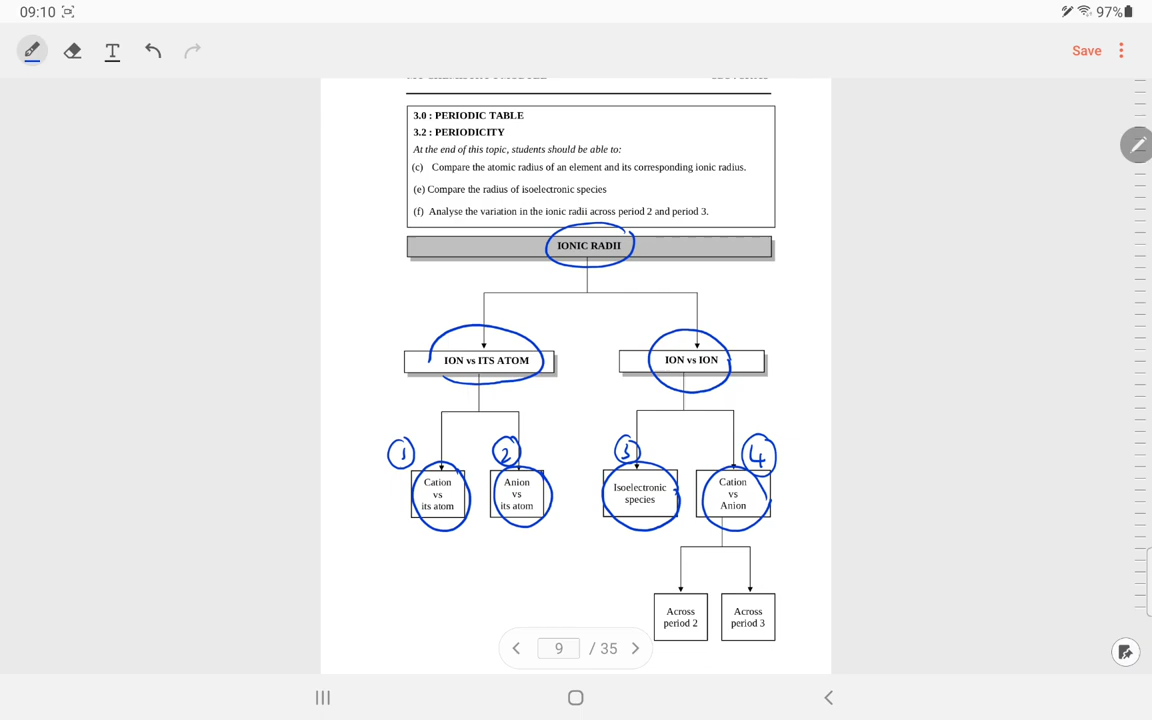 09:10
97%
Save
3.0 : PERIODIC TABLE
3.2 : PERIODICITY
At the end of this topic, students should be able to:
(c) Compare the atomic radius of an element and its corresponding ionic radius.
(e) Compare the radius of isoelectronic species
(f) Analyse the variation in the ionic radii across period 2 and period 3.
IONIC RADII
ION vs ITS ATOM
ION vs ION
1
2
3
4
Cation
vs
its atom
Anion
vs
its atom
Isoelectronic
species
Cation
vs
Anion
Across
period 2
Across
period 3
9 / 35